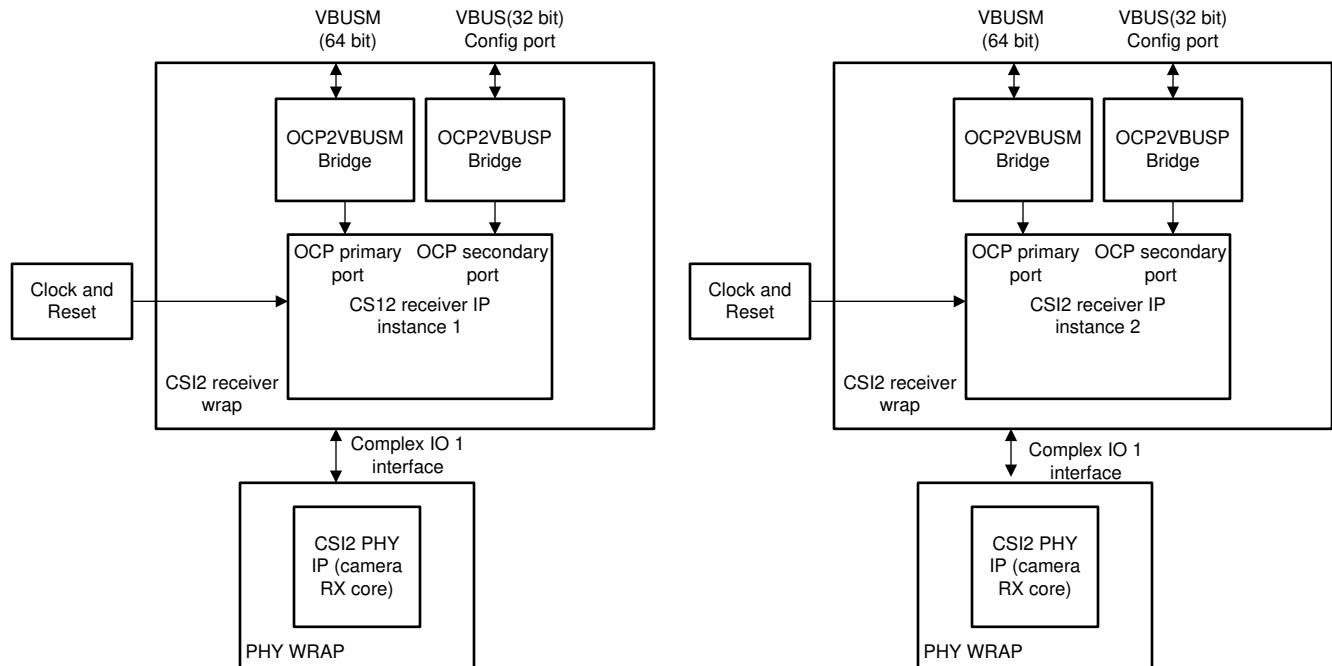 VBUSM
(64 bit)
VBUS(32 bit)
Config port
OCP2VBUSM
Bridge
OCP2VBUSP
Bridge
OCP primary
port
OCP secondary
port
Clock and
Reset
CS12 receiver IP
instance 1
CSI2 receiver
wrap
Complex IO 1
interface
CSI2 PHY
IP (camera
RX core)
PHY WRAP
VBUSM
(64 bit)
VBUS(32 bit)
Config port
OCP2VBUSM
Bridge
OCP2VBUSP
Bridge
OCP primary
port
OCP secondary
port
Clock and
Reset
CSI2 receiver IP
instance 2
CSI2 receiver
wrap
Complex IO 1
interface
CSI2 PHY
IP (camera
RX core)
PHY WRAP